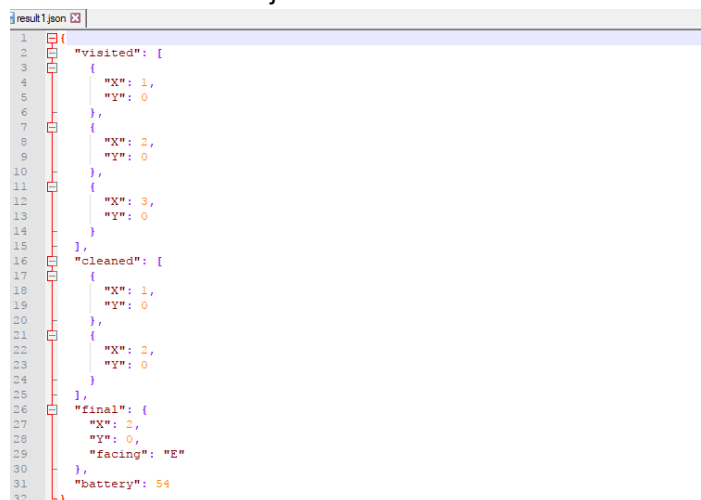 result1.json
1 {
2 "visited": [
3 {
4 "X": 1,
5 "Y": 0
6 },
7 {
8 "X": 2,
9 "Y": 0
10 },
11 {
12 "X": 3,
13 "Y": 0
14 }
15 ],
16 "cleaned": [
17 {
18 "X": 1,
19 "Y": 0
20 },
21 {
22 "X": 2,
23 "Y": 0
24 }
25 ],
26 "final": {
27 "X": 2,
28 "Y": 0,
29 "facing": "E"
30 },
31 "battery": 54
32 }